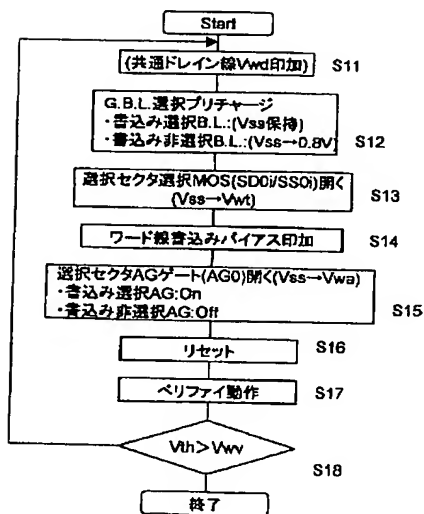 Start
(共通ドレイン線Vwd印加)
S11
G.B.L.選択プリチャージ
・書込み選択B.L.:(Vss保持)
・書込み非選択B.L.:(Vss→0.8V)
S12
選択セクタ選択MOS(SD0i/SS0i)開く
(Vss→Vwt)
S13
ワード線書込みバイアス印加
S14
選択セクタAGゲート(AG0)開く(Vss→Vwa)
・書込み選択AG:On
・書込み非選択AG:Off
S15
リセット
S16
ベリファイ動作
S17
Vth>Vwv
S18
終了